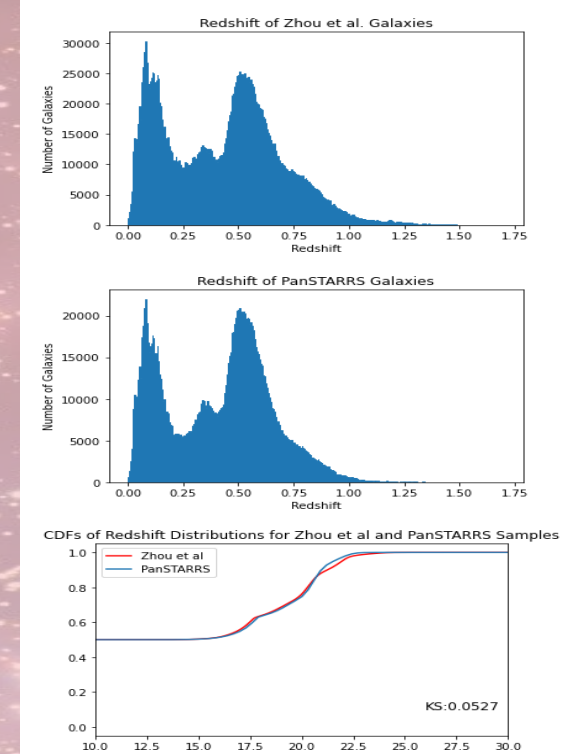 Redshift of Zhou et al. Galaxies
30000
25000
20000
15000
10000
5000
0
Number of Galaxies
0.00 0.25 0.50 0.75 1.00 1.25 1.50 1.75
Redshift
Redshift of PanSTARRS Galaxies
20000
15000
10000
5000
0
Number of Galaxies
0.00 0.25 0.50 0.75 1.00 1.25 1.50 1.75
Redshift
CDFs of Redshift Distributions for Zhou et al and PanSTARRS Samples
1.0
0.8
0.6
0.4
0.2
0.0
Zhou et al
PanSTARRS
KS:0.0527
10.0 12.5 15.0 17.5 20.0 22.5 25.0 27.5 30.0